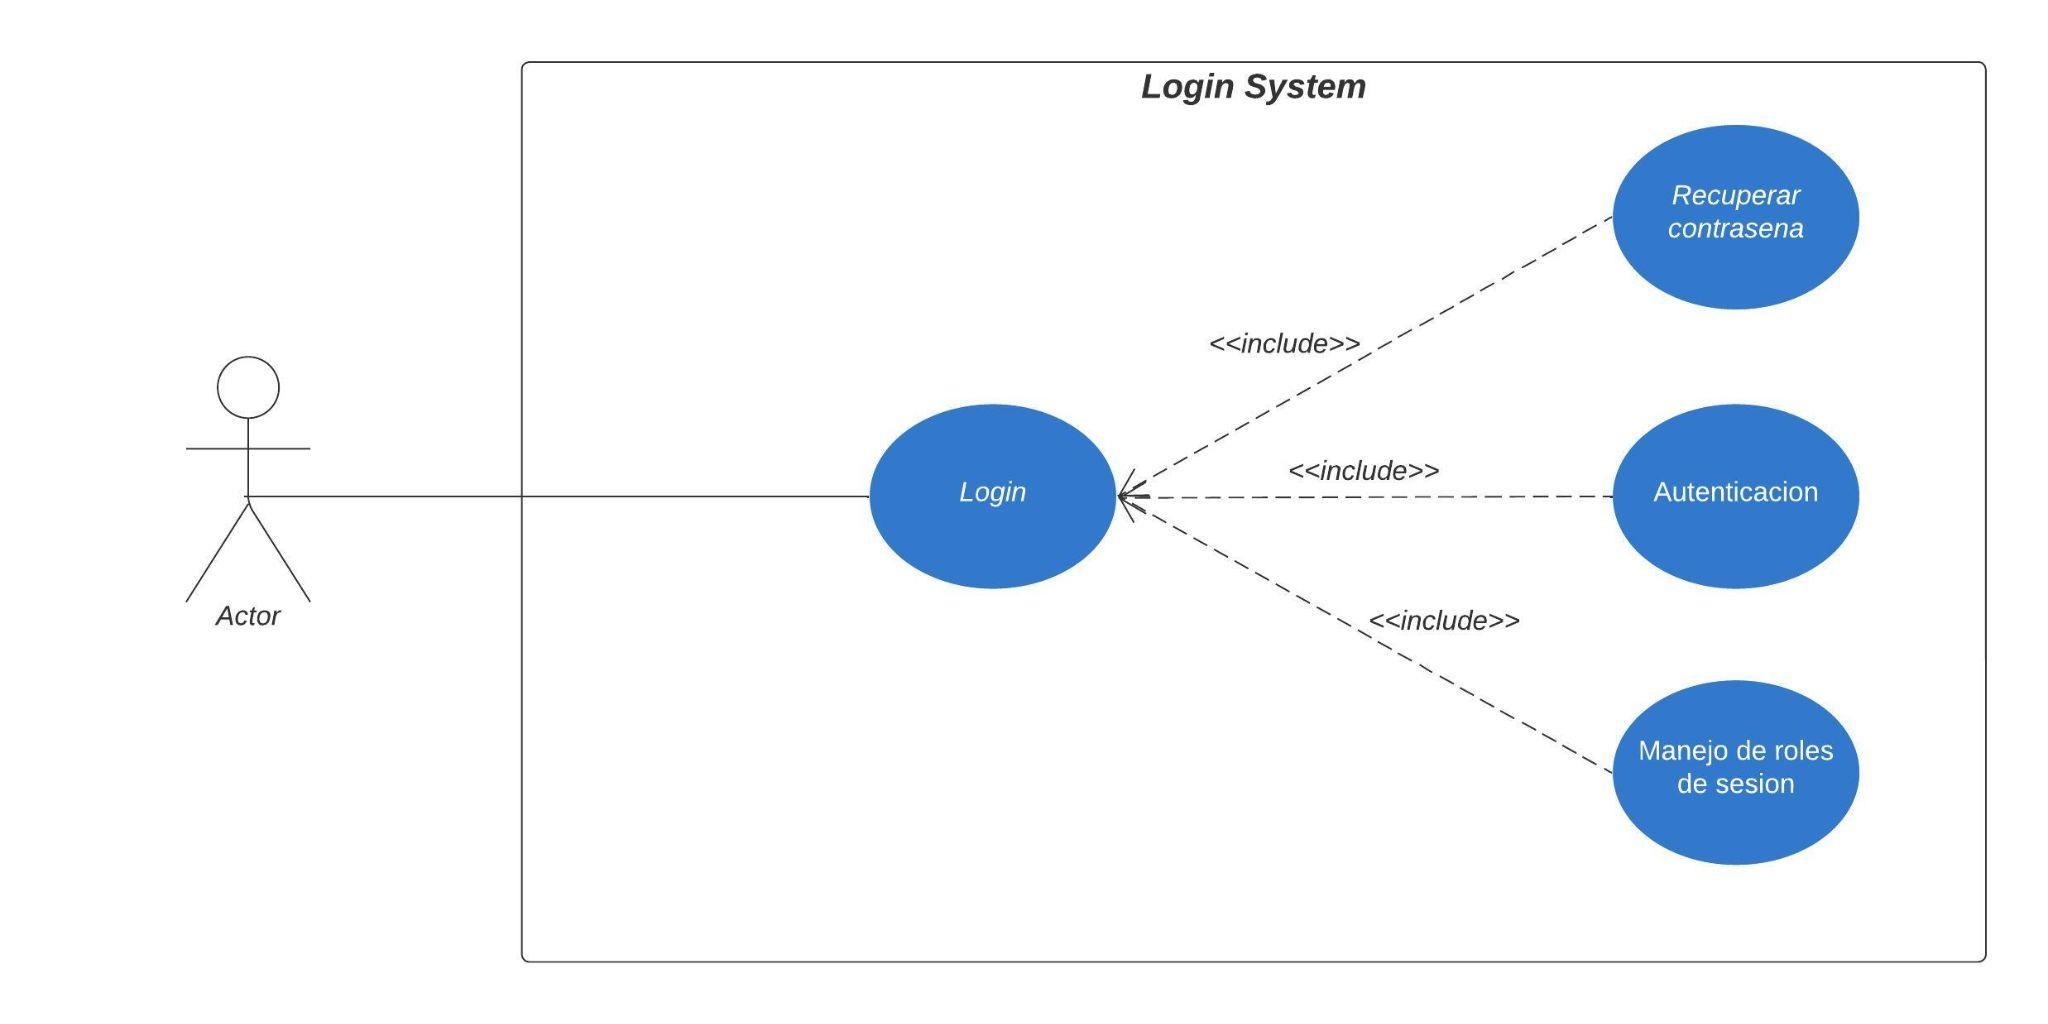 Login System
Recuperar
contrasena
<<include>>
<<include>>
Login
Autenticacion
<<include>>
Actor
Manejo de roles
de sesion